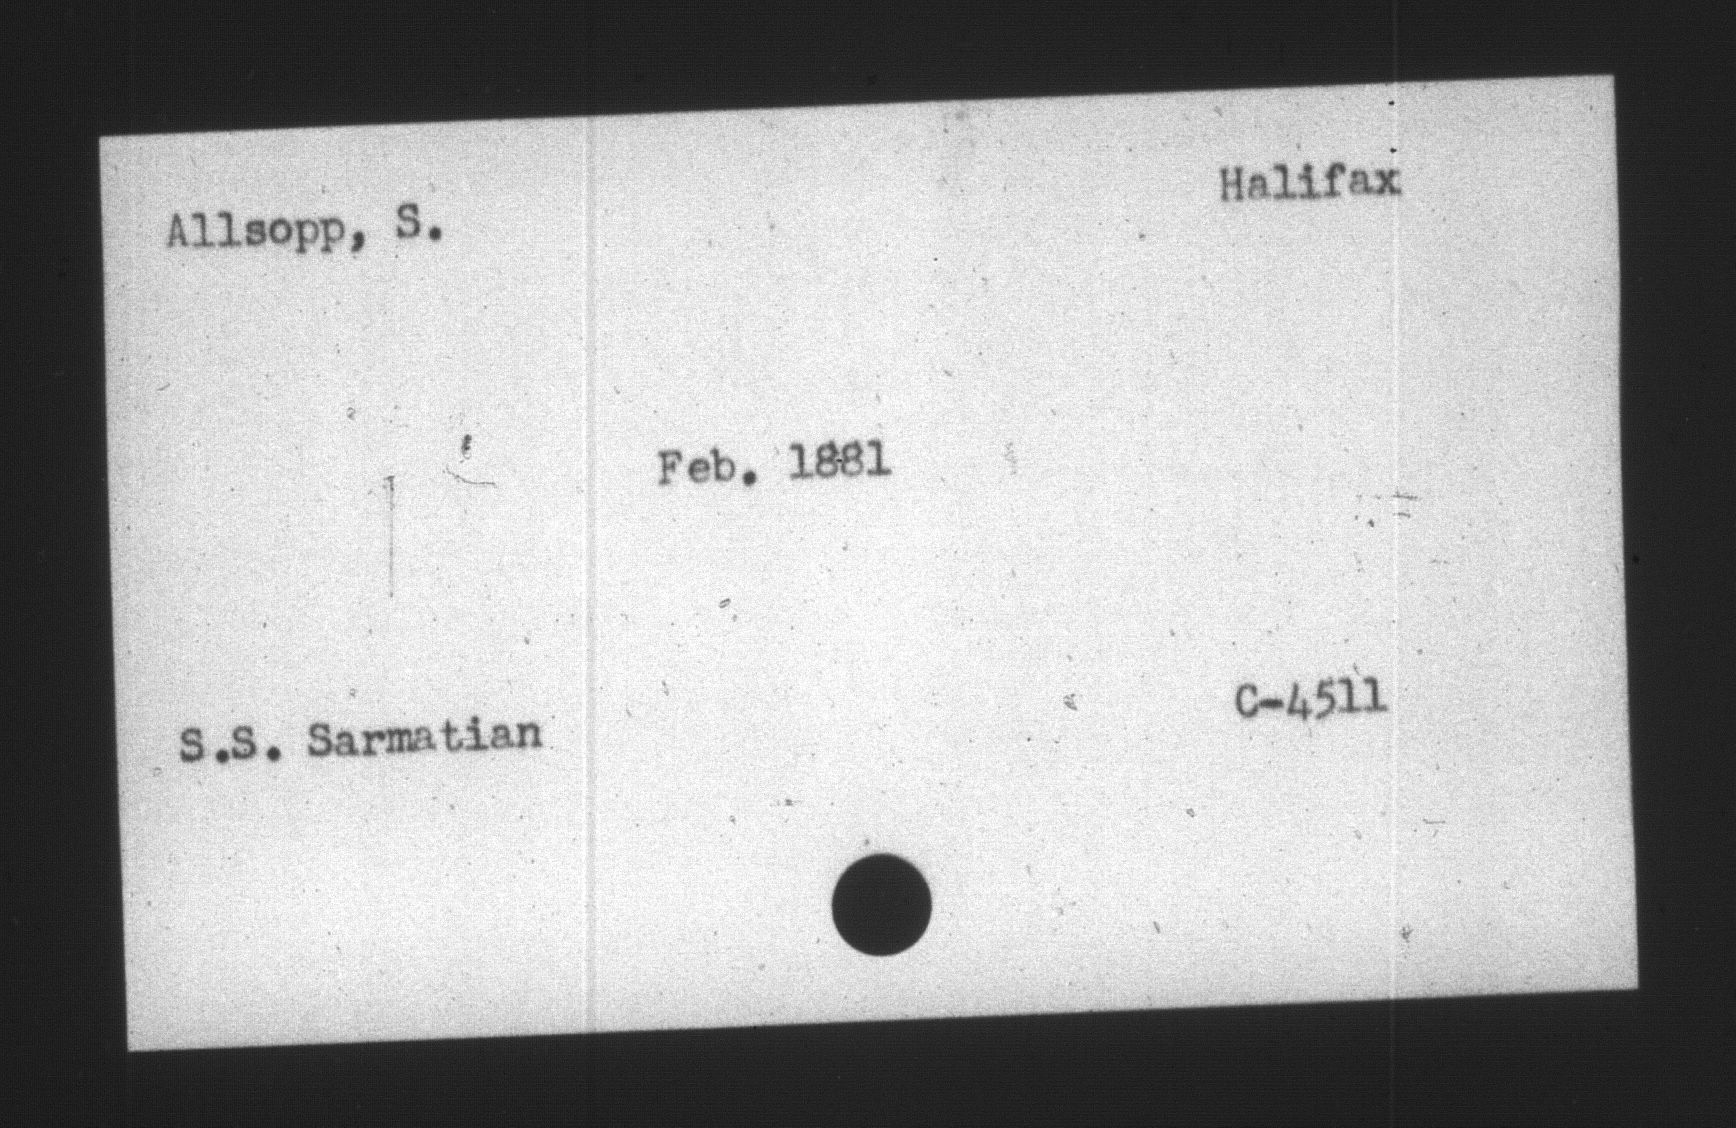 Allsopp, S.
Halifax
Feb. 1881
S.S. Sarmatian
C-4511